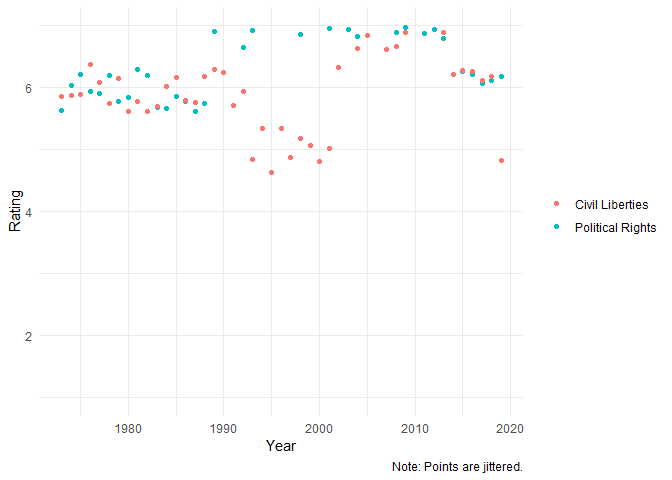 6
4
2
Rating
1980 1990 2000 2010 2020
Year
Civil Liberties
Political Rights
Note: Points are jittered.